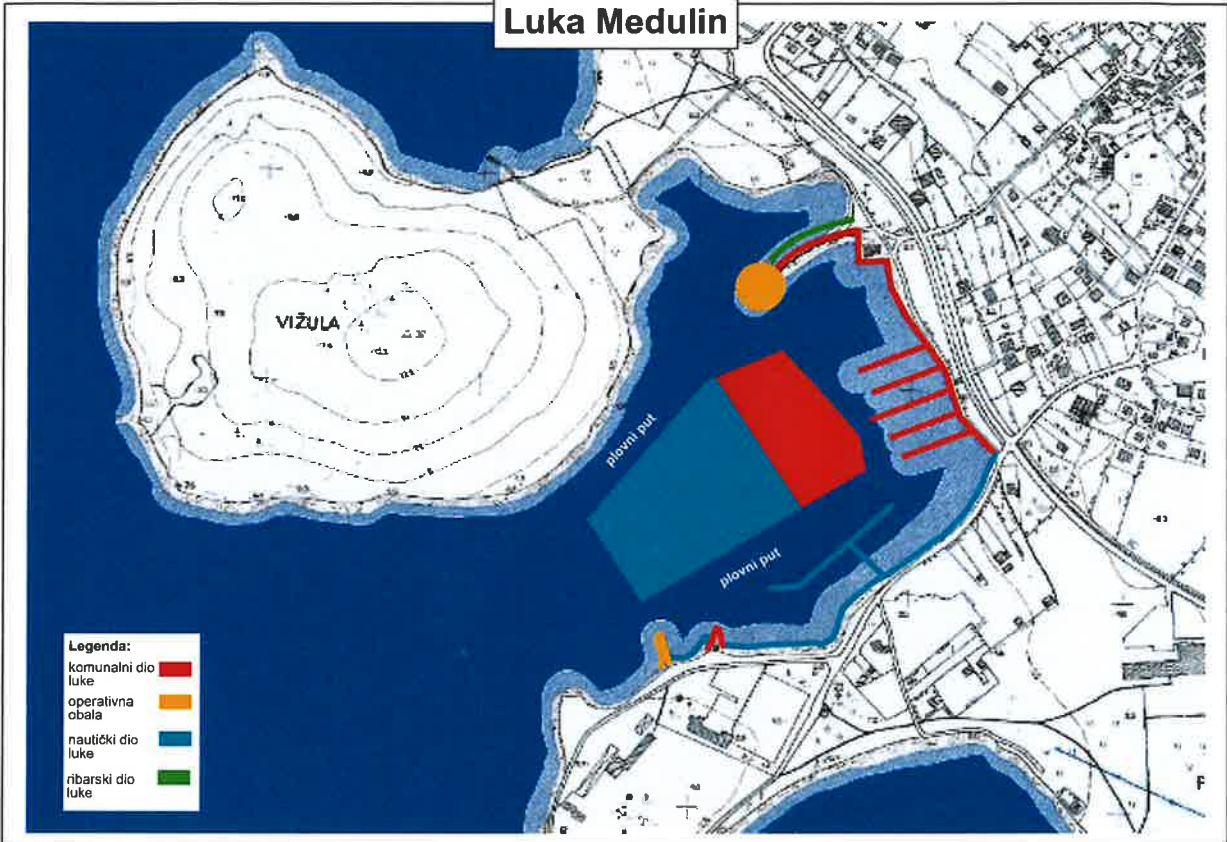 Luka Medulin
VIŽULA
plovni put
plovni put
Legenda:
komunalni dio
luke
operativna
obala
nautički dio
luke
ribarski dio
luke